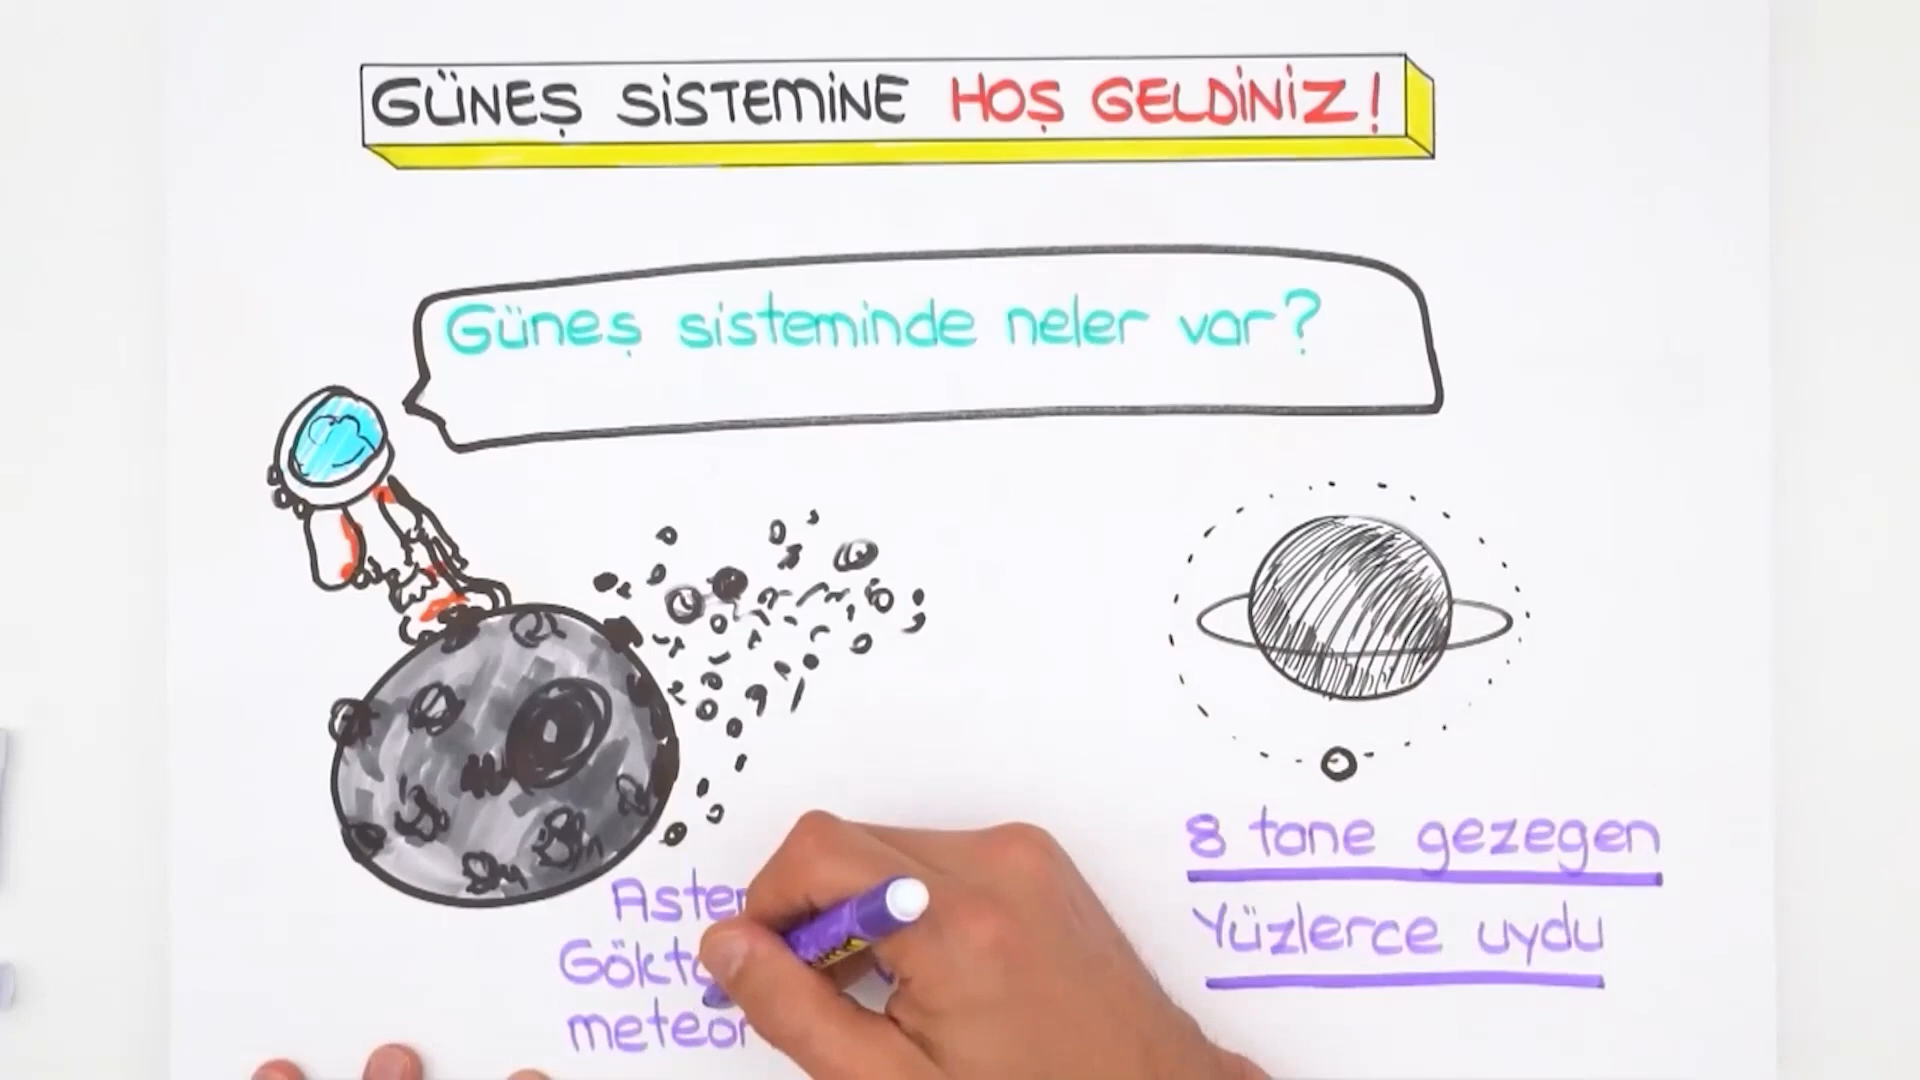 GÜNEŞ SİSTEMİNE HOŞ GELDİNİZ!
Güneş sisteminde neler var?
8 tane gezegen
Yüzlerce uydu